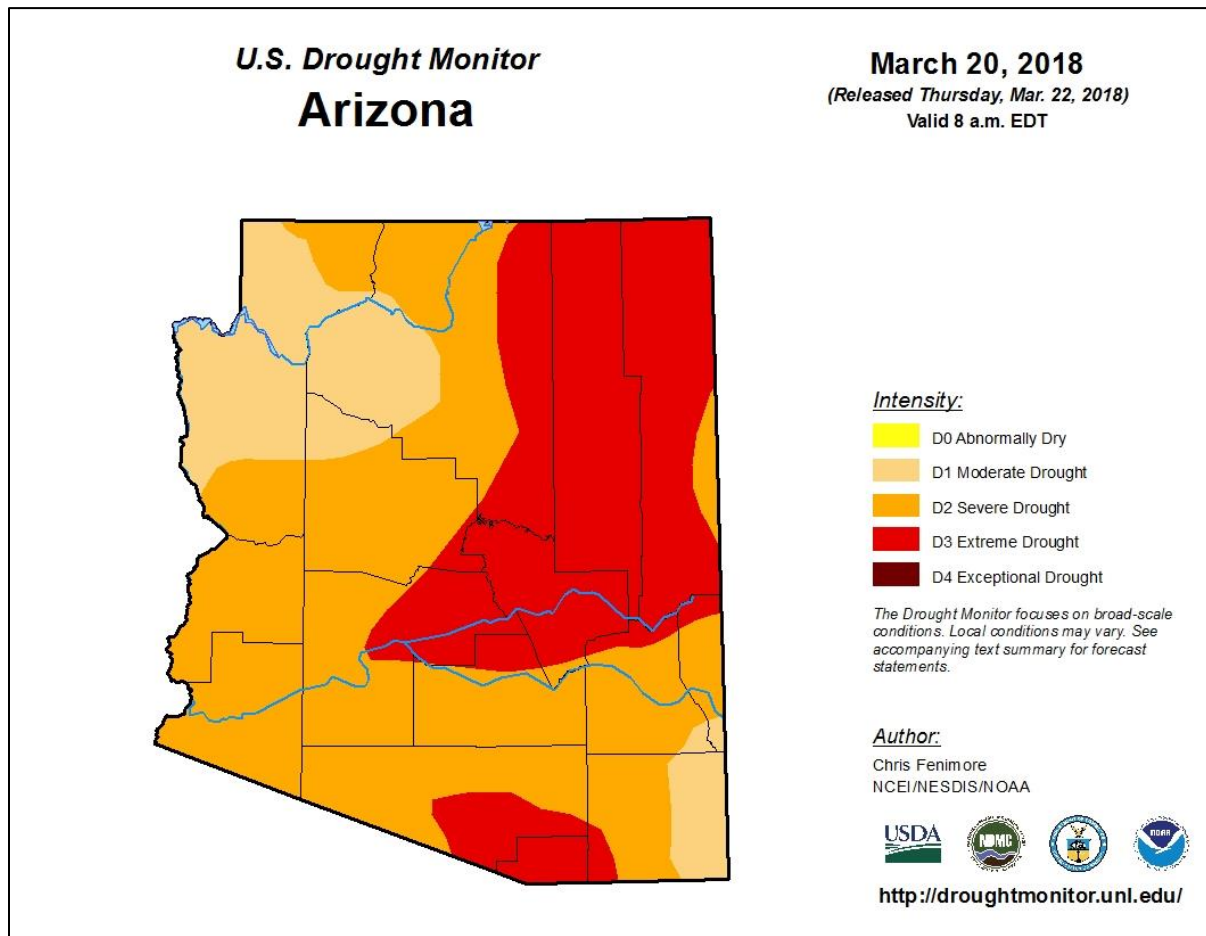 U.S. Drought Monitor
Arizona
March 20, 2018
(Released Thursday, Mar. 22, 2018)
Valid 8 a.m. EDT
Intensity:
D0 Abnormally Dry
D1 Moderate Drought
D2 Severe Drought
D3 Extreme Drought
D4 Exceptional Drought
The Drought Monitor focuses on broad-scale
conditions. Local conditions may vary. See
accompanying text summary for forecast
statements.
Author:
Chris Fenimore
NCEI/NESDIS/NOAA
USDA
NDMC
NOAA
http://droughtmonitor.unl.edu/